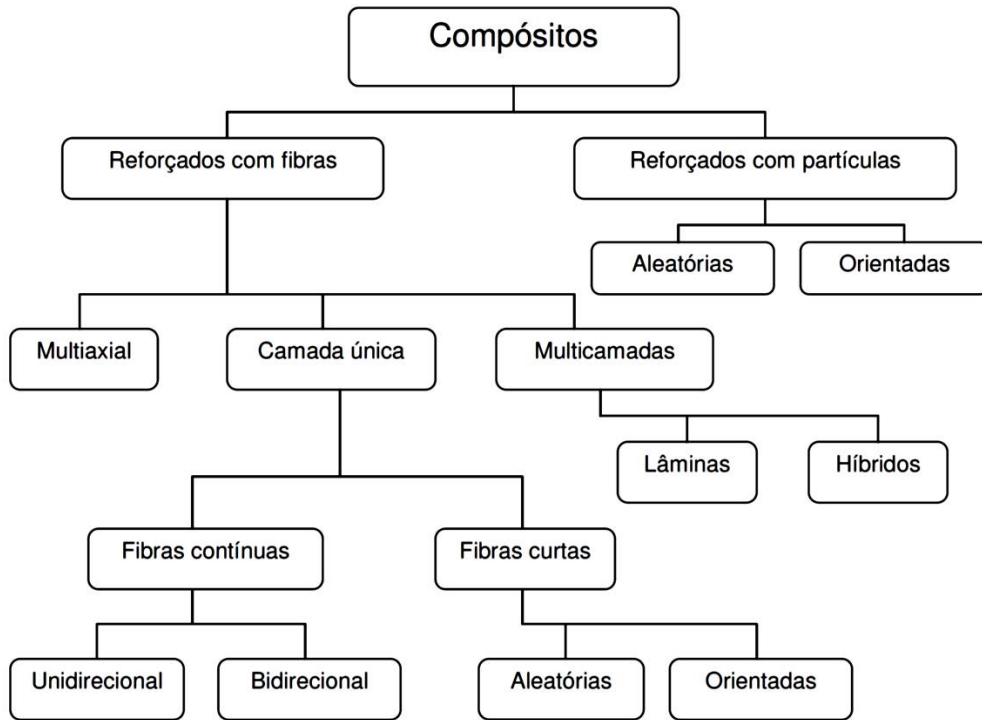 Compósitos
Reforçados com fibras
Reforçados com partículas
Aleatórias
Orientadas
Multiaxial
Camada única
Multicamadas
Lâminas
Híbridos
Fibras contínuas
Fibras curtas
Unidirecional
Bidirecional
Aleatórias
Orientadas